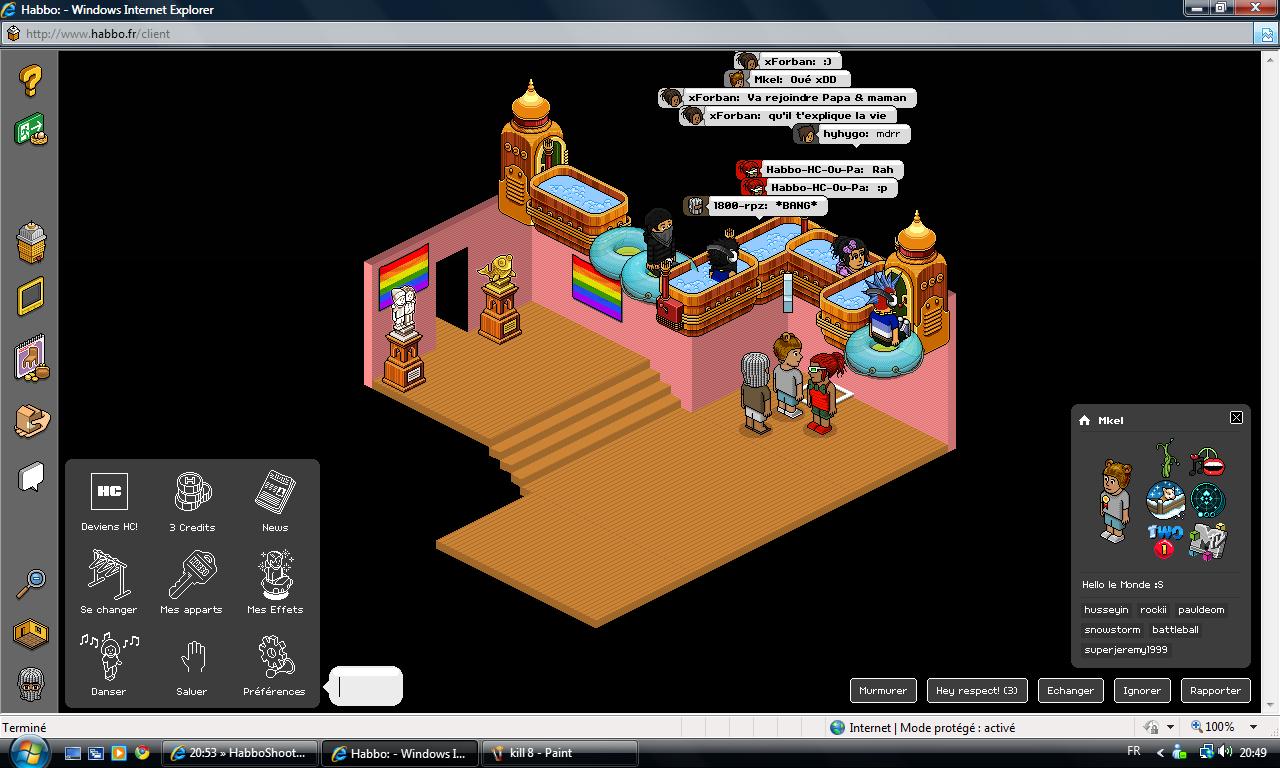 Habbo: - Windows Internet Explorer
http://www.habbo.fr/client
xForban: :)
Mkel: Oué xDD
xForban: Va rejoindre Papa & maman
xForban: qu'il t'explique la vie
hyhygo: mdrr
Habbo-HC-Ou-Pa: Rah
Habbo-HC-Ou-Pa: :p
1800-rpz: *BANG*
Mkel
TWO
1
Hello le Monde :S
husseyin rockii pauldeom
snowstorm battleball
superjeremy1999
HC
Deviens HC! 3 Credits News
Se changer Mes apparts Mes Effets
Danser Saluer Préférences
Murmurer Hey respect! (3) Echanger Ignorer Rapporter
Terminé Internet | Mode protégé : activé 100%
20:53 » HabboShoot... Habbo: - Windows I... kill 8 - Paint FR 20:49